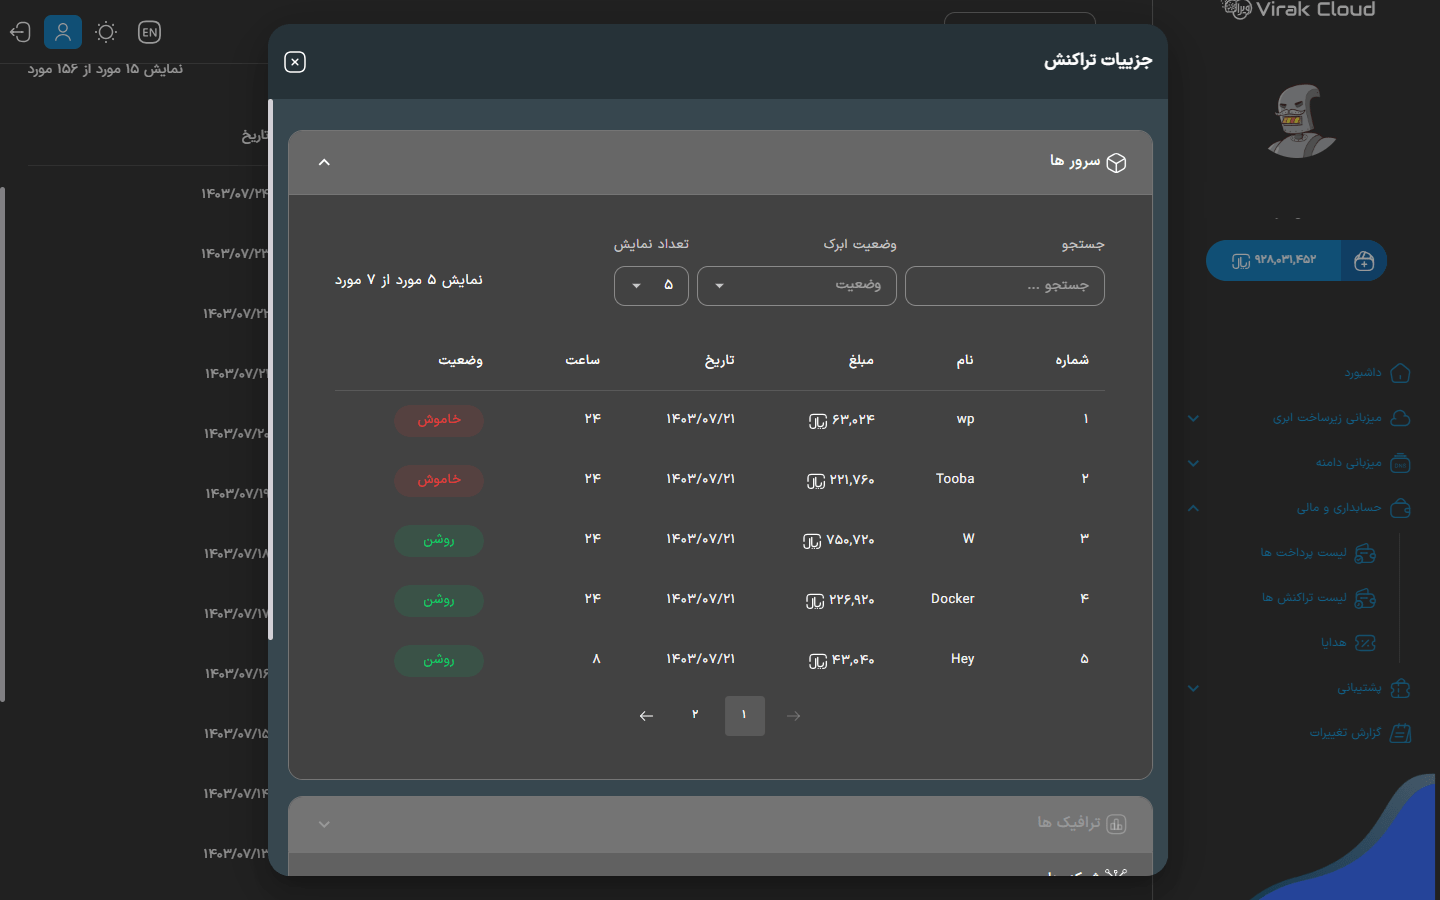 Virak Cloud
EN
جزییات تراکنش
نمایش ۱۵ مورد از ۱۵۶ مورد
تاریخ
۱۴۰۳/۰۷/۲۴
۱۴۰۳/۰۷/۲۳
۱۴۰۳/۰۷/۲۲
۱۴۰۳/۰۷/۲۱
۱۴۰۳/۰۷/۲۰
۱۴۰۳/۰۷/۱۹
۱۴۰۳/۰۷/۱۸
۱۴۰۳/۰۷/۱۷
۱۴۰۳/۰۷/۱۶
۱۴۰۳/۰۷/۱۵
۱۴۰۳/۰۷/۱۴
۱۴۰۳/۰۷/۱۳
۹۲۸,۰۳۱,۴۵۲ ریال
داشبورد
میزبانی زیرساخت ابری
میزبانی دامنه
حسابداری و مالی
لیست پرداخت ها
لیست تراکنش ها
هدایا
پشتیبانی
گزارش تغییرات
سرور ها
جستجو وضعیت ابرک تعداد نمایش
جستجو ... وضعیت ۵ نمایش ۵ مورد از ۷ مورد
شماره نام مبلغ تاریخ ساعت وضعیت
۱ wp ۶۳,۰۲۴ ریال ۱۴۰۳/۰۷/۲۱ ۲۴ خاموش
۲ Tooba ۲۲۱,۷۶۰ ریال ۱۴۰۳/۰۷/۲۱ ۲۴ خاموش
۳ W ۷۵۰,۷۲۰ ریال ۱۴۰۳/۰۷/۲۱ ۲۴ روشن
۴ Docker ۲۲۶,۹۲۰ ریال ۱۴۰۳/۰۷/۲۱ ۲۴ روشن
۵ Hey ۴۳,۰۴۰ ریال ۱۴۰۳/۰۷/۲۱ ۸ روشن
۱ ۲
ترافیک ها